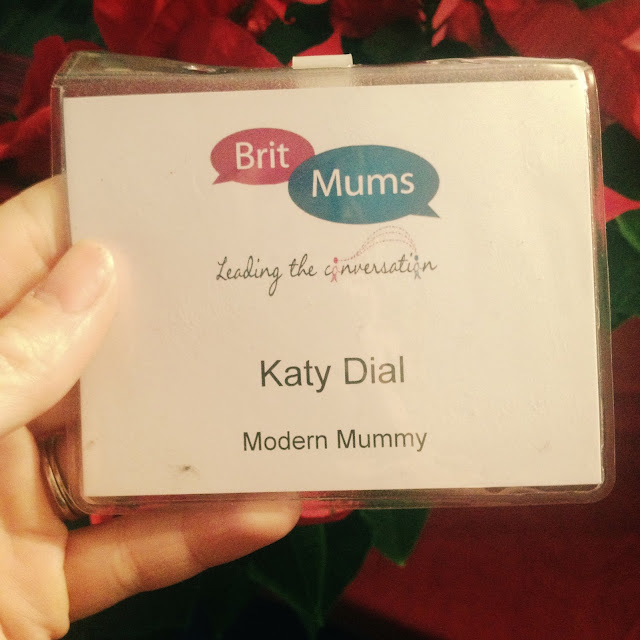 Brit
Mums
Leading the conversation
Katy Dial
Modern Mummy